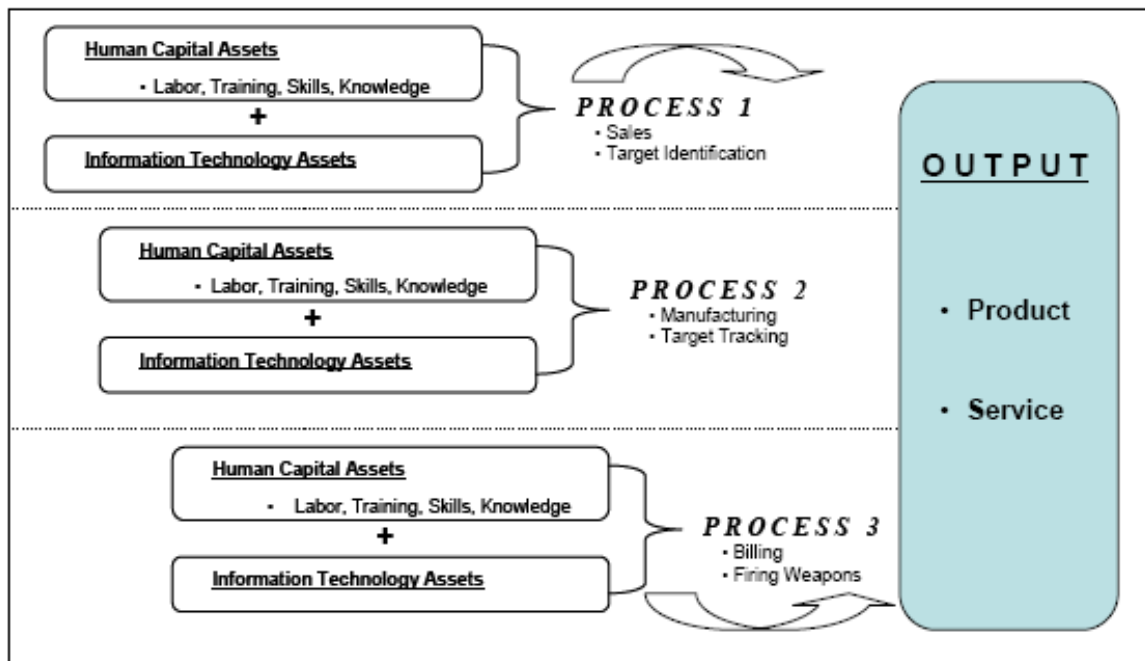 Human Capital Assets
• Labor, Training, Skills, Knowledge
+
Information Technology Assets
PROCESS 1
• Sales
• Target Identification
Human Capital Assets
• Labor, Training, Skills, Knowledge
+
Information Technology Assets
PROCESS 2
• Manufacturing
• Target Tracking
Human Capital Assets
• Labor, Training, Skills, Knowledge
+
Information Technology Assets
PROCESS 3
• Billing
• Firing Weapons
OUTPUT
• Product
• Service